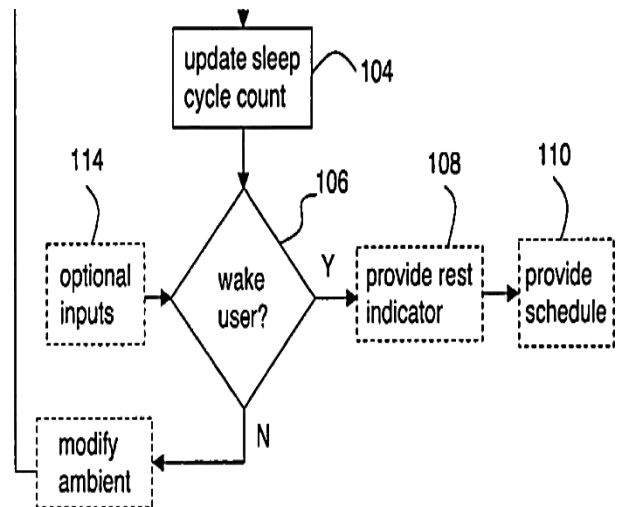 update sleep
cycle count
104
114
106
108
110
optional
inputs
wake
user?
Y
provide rest
indicator
provide
schedule
N
modify
ambient